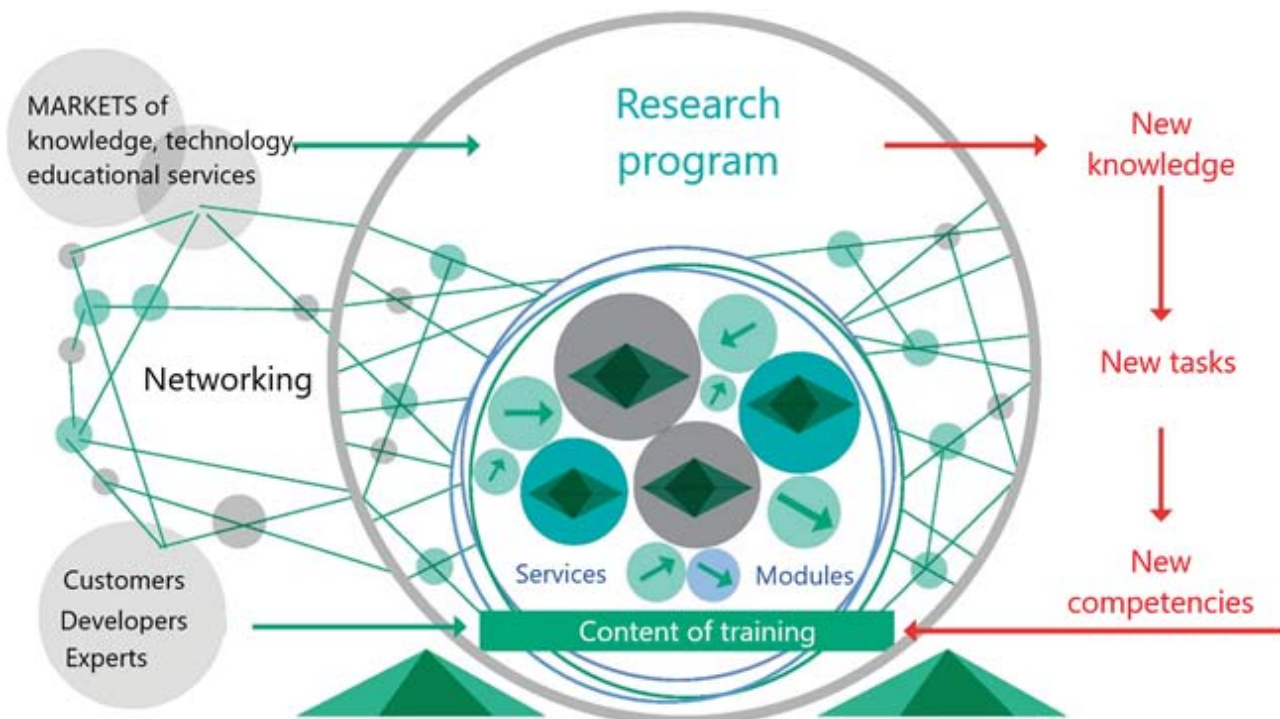 MARKETS of
knowledge, technology,
educational services
Research
program
New
knowledge
Networking
New tasks
Services
Modules
New
competencies
Customers
Developers
Experts
Content of training